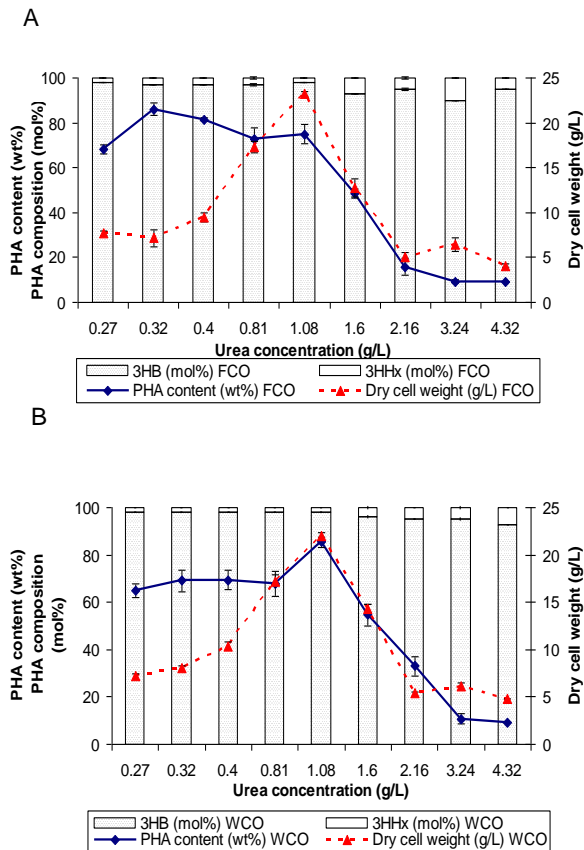 A
PHA content (wt%)
PHA composition (mol%)
100
80
60
40
20
0
25
20
15
10
5
0
Dry cell weight (g/L)
0.27 0.32 0.4 0.81 1.08 1.6 2.16 3.24 4.32
Urea concentration (g/L)
3HB (mol%) FCO 3HHx (mol%) FCO
PHA content (wt%) FCO Dry cell weight (g/L) FCO
B
PHA content (wt%)
PHA composition
(mol%)
100
80
60
40
20
0
25
20
15
10
5
0
Dry cell weight (g/L)
0.27 0.32 0.4 0.81 1.08 1.6 2.16 3.24 4.32
Urea concentration (g/L)
3HB (mol%) WCO 3HHx (mol%) WCO
PHA content (wt%) WCO Dry cell weight (g/L) WCO